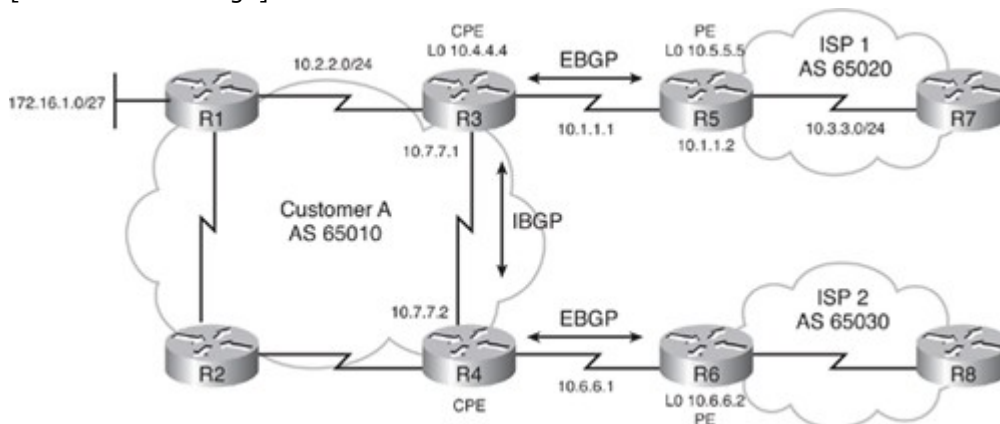 CPE
L0 10.4.4.4
PE
L0 10.5.5.5
ISP 1
AS 65020
10.2.2.0/24
EBGP
172.16.1.0/27
R1
R3
R5
R7
10.1.1.1
10.1.1.2
10.3.3.0/24
10.7.7.1
Customer A
AS 65010
IBGP
10.7.7.2
EBGP
ISP 2
AS 65030
R2
R4
R6
R8
10.6.6.1
CPE
L0 10.6.6.2
PE